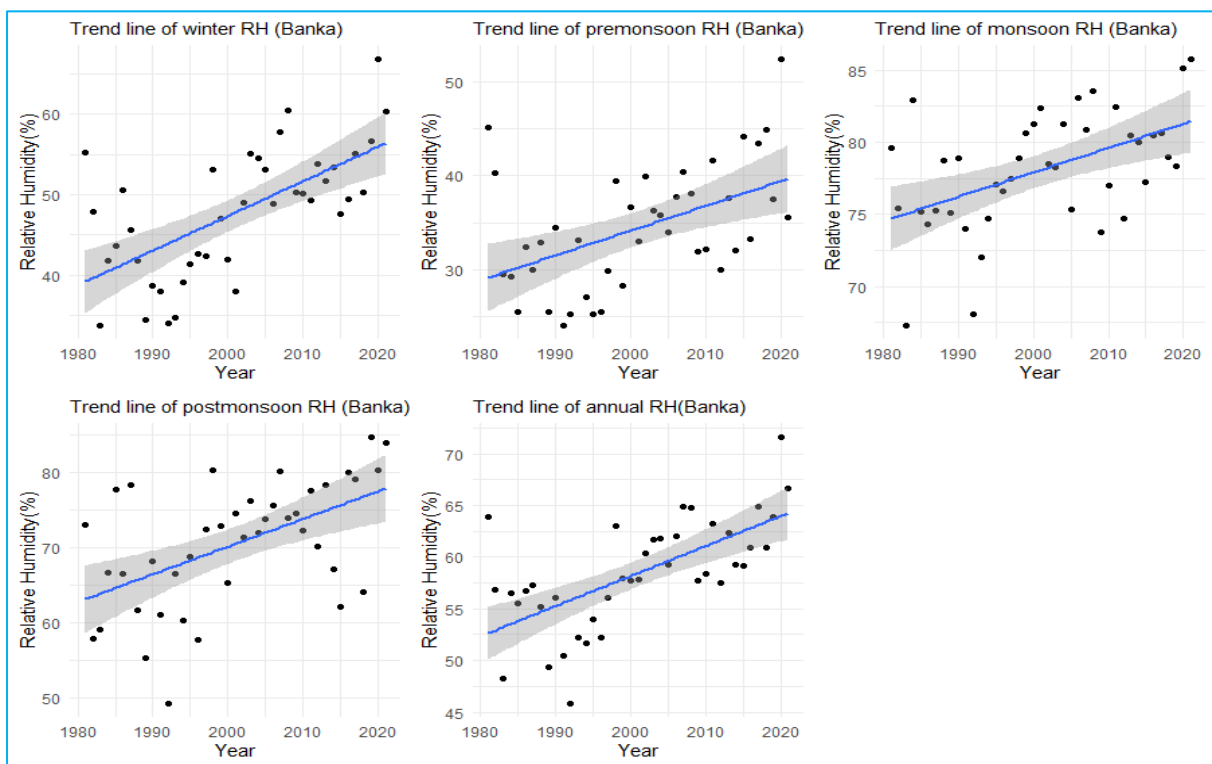 Trend line of winter RH (Banka)
Relative Humidity(%)
60
50
40
1980 1990 2000 2010 2020
Year
Trend line of premonsoon RH (Banka)
Relative Humidity(%)
50
40
30
1980 1990 2000 2010 2020
Year
Trend line of monsoon RH (Banka)
Relative Humidity(%)
85
80
75
70
1980 1990 2000 2010 2020
Year
Trend line of postmonsoon RH (Banka)
Relative Humidity(%)
80
70
60
50
1980 1990 2000 2010 2020
Year
Trend line of annual RH(Banka)
Relative Humidity(%)
70
65
60
55
50
45
1980 1990 2000 2010 2020
Year